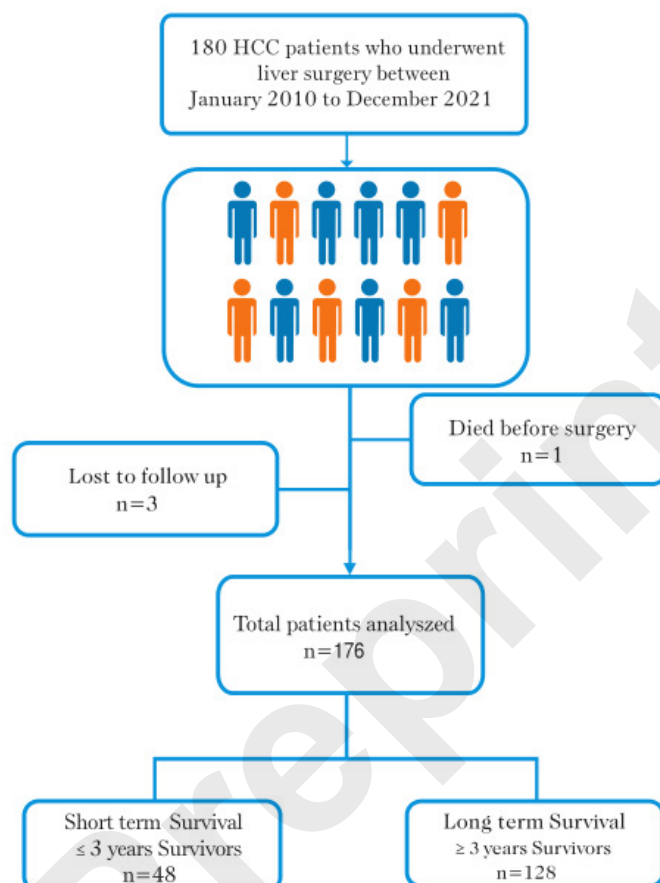 180 HCC patients who underwent
liver surgery between
January 2010 to December 2021
Died before surgery
n=1
Lost to follow up
n=3
Total patients analyszed
n=176
Short term Survival
≤ 3 years Survivors
n=48
Long term Survival
≥ 3 years Survivors
n=128
Preprint